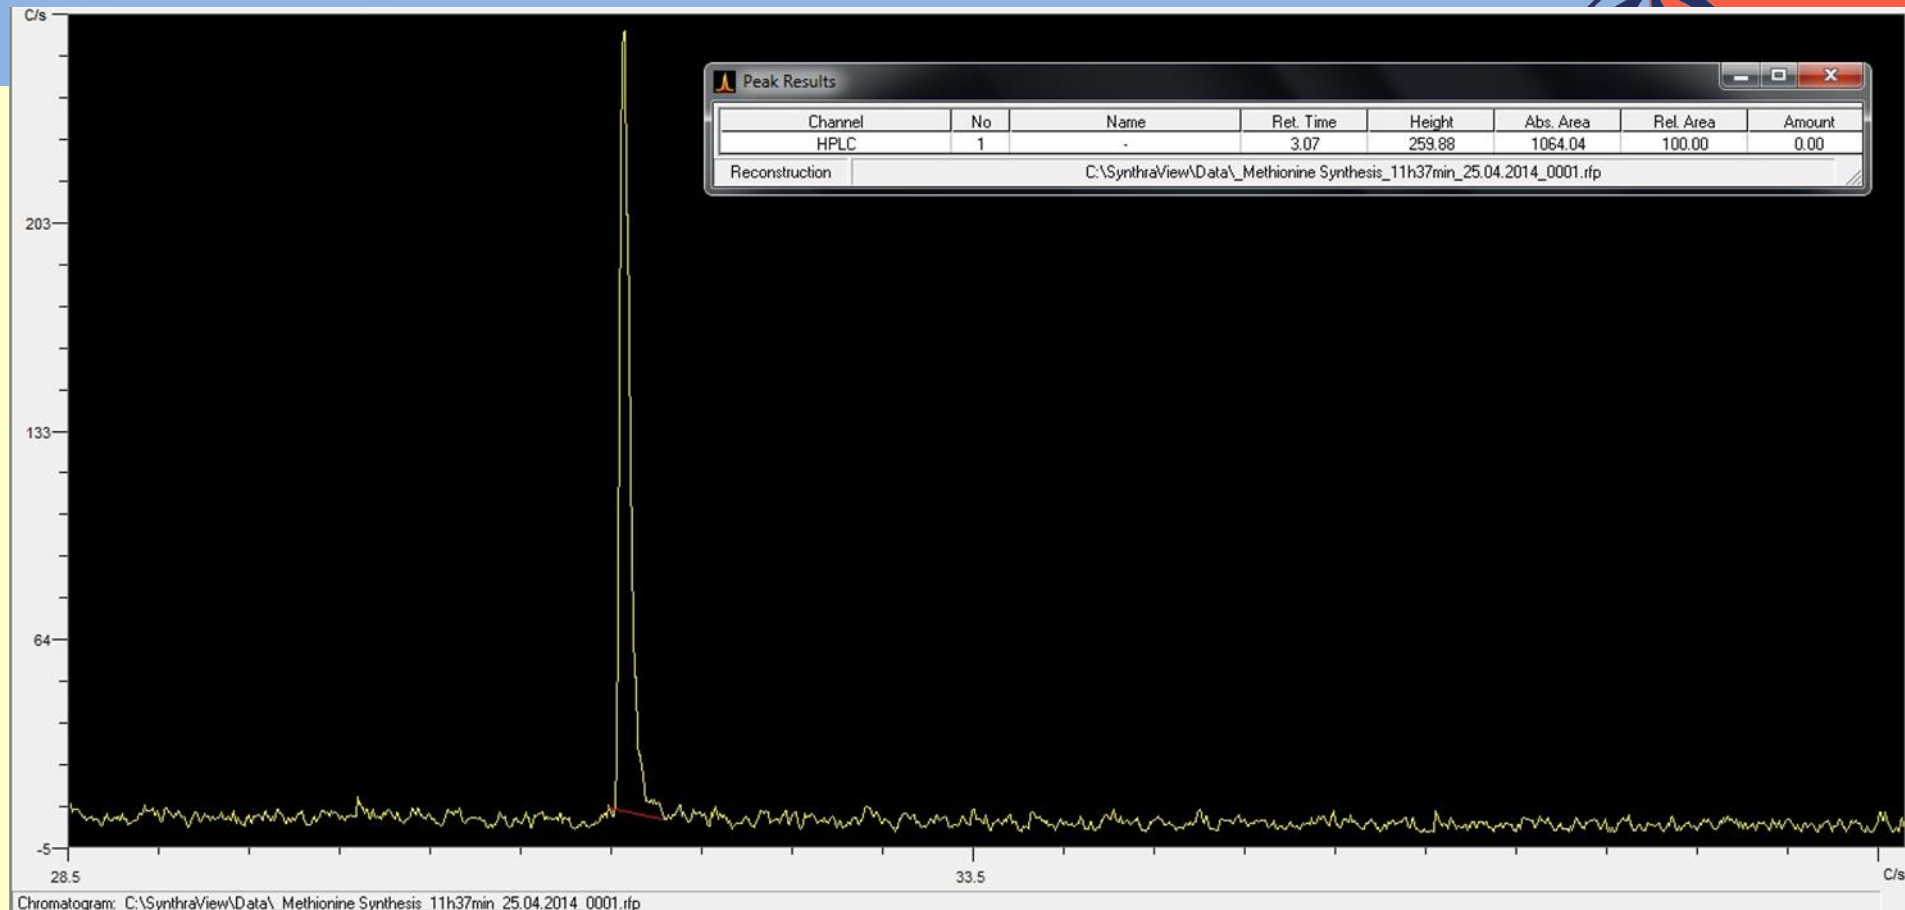 C/s
Peak Results
Channel No Name Ret. Time Height Abs. Area Rel. Area Amount
HPLC 1 - 3.07 259.88 1064.04 100.00 0.00
Reconstruction C:\SynthraView\Data\_Methionine Synthesis_11h37min_25.04.2014_0001.rfp
203
133
64
-5
28.5 33.5 C/s
Chromatogram: C:\SynthraView\Data\_Methionine Synthesis_11h37min_25.04.2014_0001.rfp